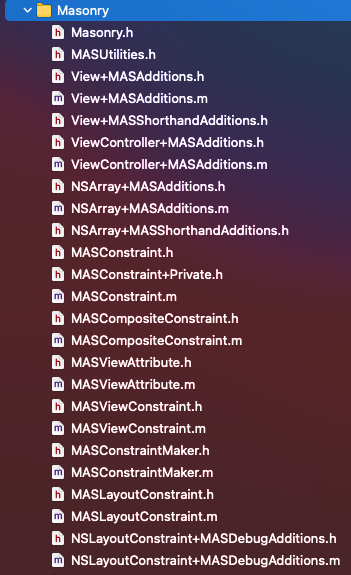 Masonry
h Masonry.h
h MASUtilities.h
h View+MASAdditions.h
m View+MASAdditions.m
h View+MASShorthandAdditions.h
h ViewController+MASAdditions.h
m ViewController+MASAdditions.m
h NSArray+MASAdditions.h
m NSArray+MASAdditions.m
h NSArray+MASShorthandAdditions.h
h MASConstraint.h
h MASConstraint+Private.h
m MASConstraint.m
h MASCompositeConstraint.h
m MASCompositeConstraint.m
h MASViewAttribute.h
m MASViewAttribute.m
h MASViewConstraint.h
m MASViewConstraint.m
h MASConstraintMaker.h
m MASConstraintMaker.m
h MASLayoutConstraint.h
m MASLayoutConstraint.m
h NSLayoutConstraint+MASDebugAdditions.h
m NSLayoutConstraint+MASDebugAdditions.m